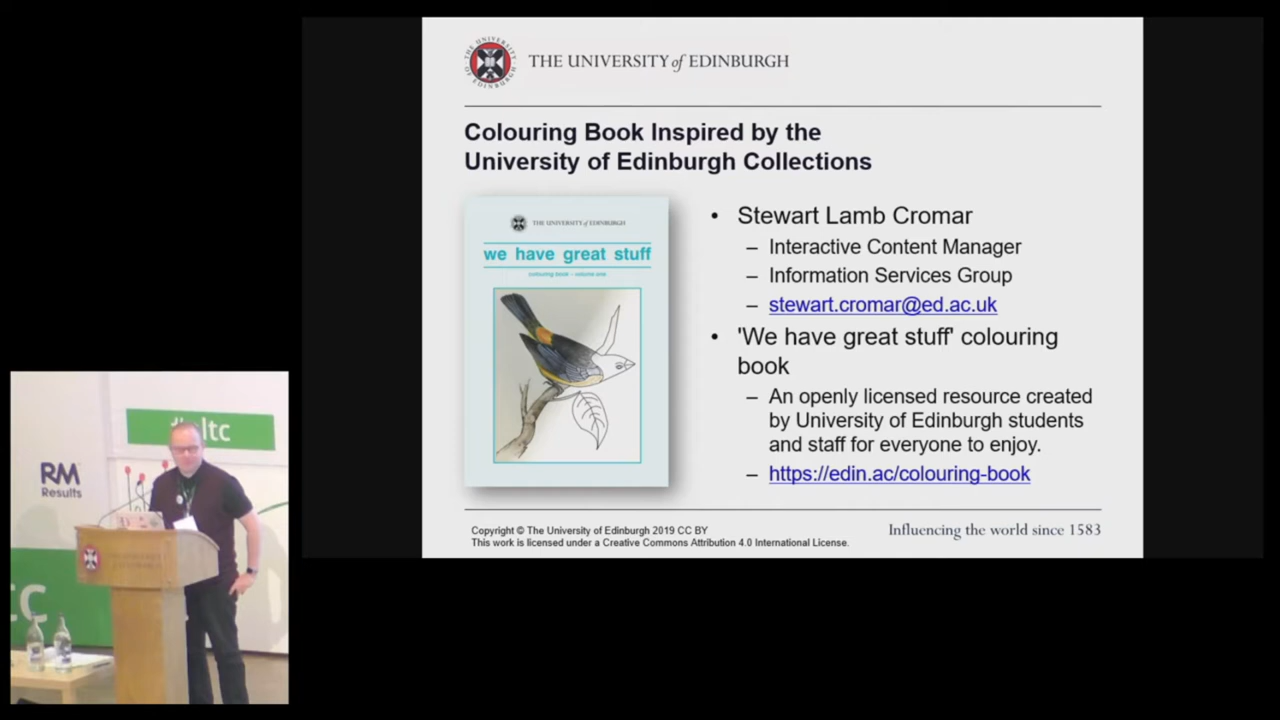 THE UNIVERSITY of EDINBURGH
Colouring Book Inspired by the
University of Edinburgh Collections
THE UNIVERSITY of EDINBURGH
we have great stuff
colouring book - volume one
• Stewart Lamb Cromar
– Interactive Content Manager
– Information Services Group
– stewart.cromar@ed.ac.uk
• 'We have great stuff' colouring
book
– An openly licensed resource created
by University of Edinburgh students
and staff for everyone to enjoy.
– https://edin.ac/colouring-book
Copyright © The University of Edinburgh 2019 CC BY
This work is licensed under a Creative Commons Attribution 4.0 International License.
Influencing the world since 1583
RM
Results